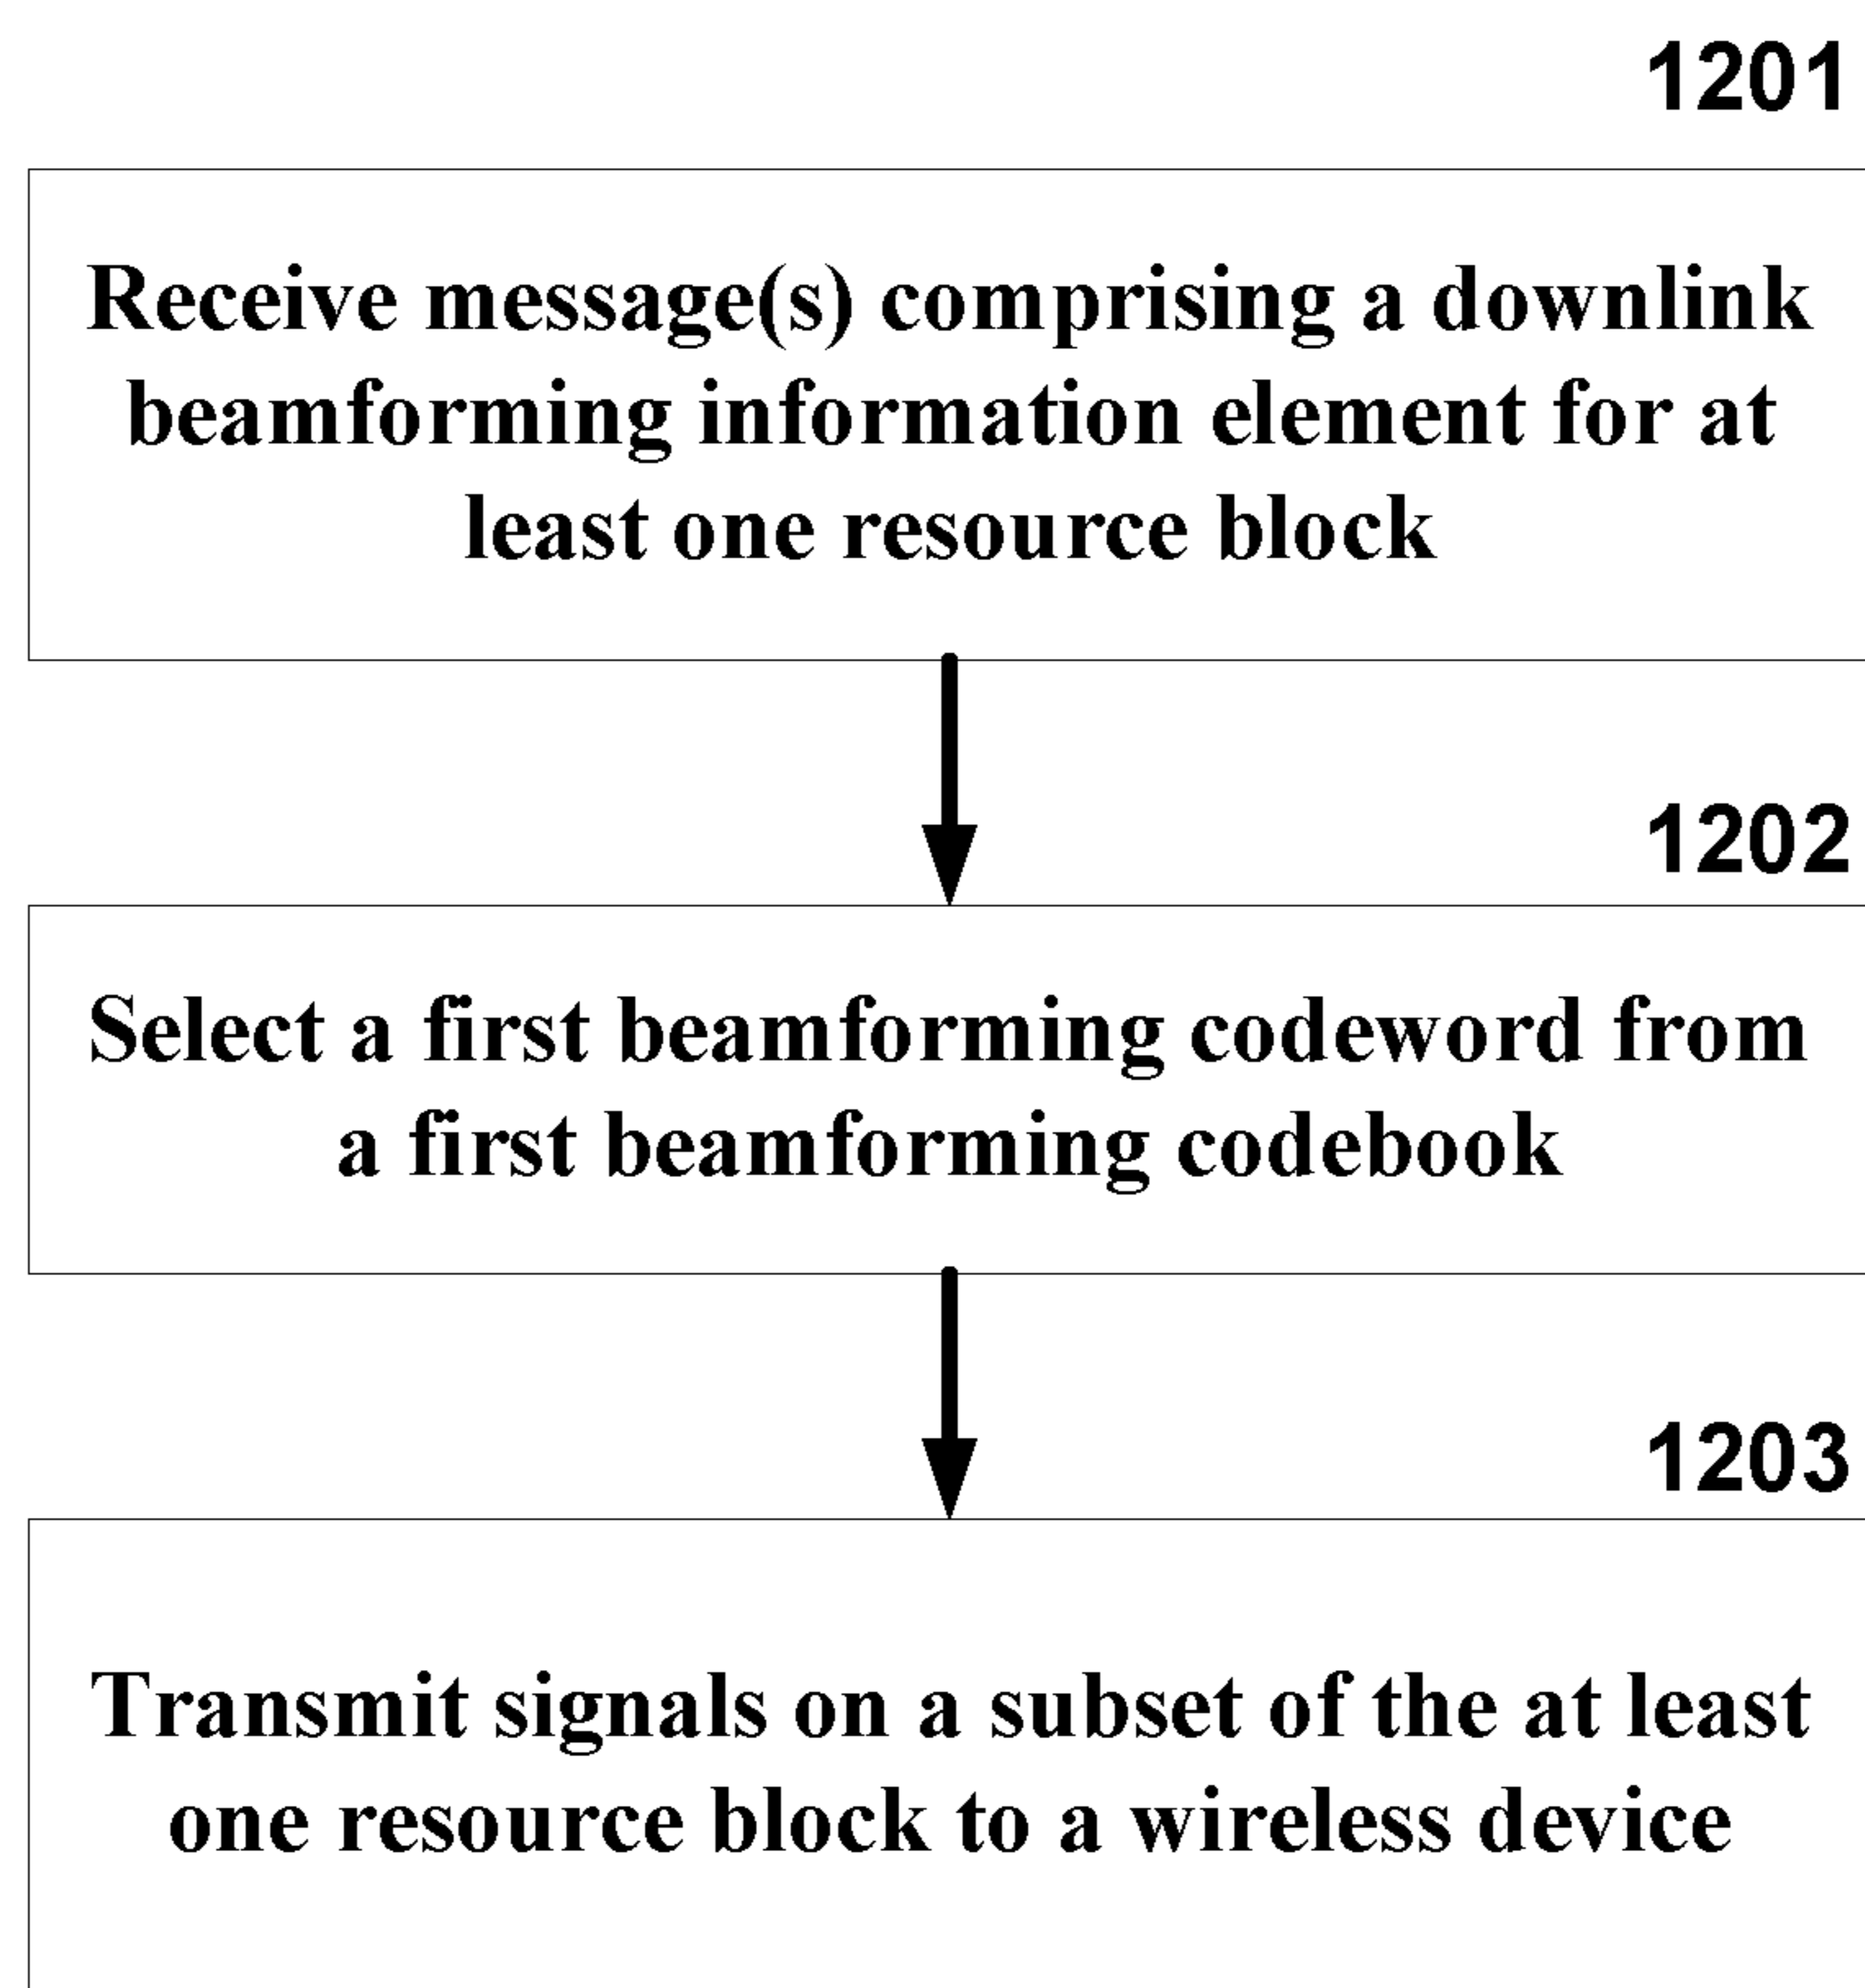 1201
Receive message(s) comprising a downlink
beamforming information element for at
least one resource block
1202
Select a first beamforming codeword from
a first beamforming codebook
1203
Transmit signals on a subset of the at least
one resource block to a wireless device